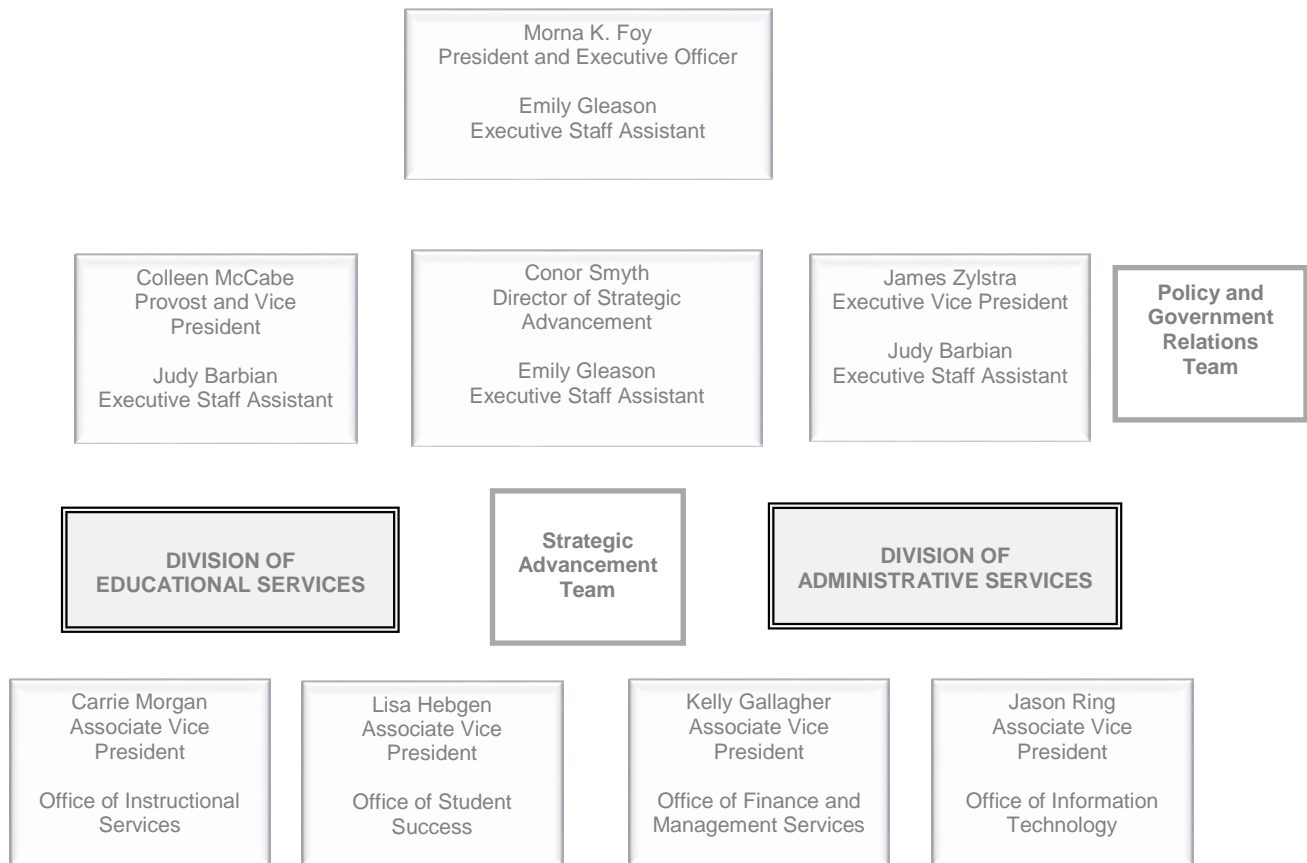 Morna K. Foy
President and Executive Officer
Emily Gleason
Executive Staff Assistant
Colleen McCabe
Provost and Vice
President
Judy Barbian
Executive Staff Assistant
Conor Smyth
Director of Strategic
Advancement
Emily Gleason
Executive Staff Assistant
James Zylstra
Executive Vice President
Judy Barbian
Executive Staff Assistant
Policy and
Government
Relations
Team
DIVISION OF
EDUCATIONAL SERVICES
Strategic
Advancement
Team
DIVISION OF
ADMINISTRATIVE SERVICES
Carrie Morgan
Associate Vice
President
Office of Instructional
Services
Lisa Hebgen
Associate Vice
President
Office of Student
Success
Kelly Gallagher
Associate Vice
President
Office of Finance and
Management Services
Jason Ring
Associate Vice
President
Office of Information
Technology